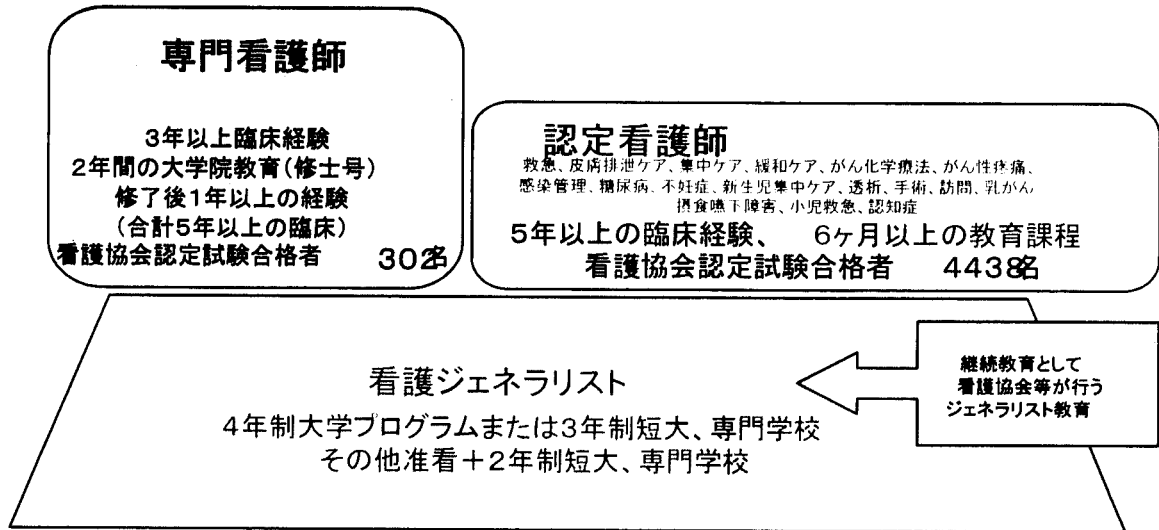 専門看護師
3年以上臨床経験
2年間の大学院教育(修士号)
修了後1年以上の経験
(合計5年以上の臨床)
看護協会認定試験合格者 302名
認定看護師
救急、皮膚排泄ケア、集中ケア、緩和ケア、がん化学療法、がん性疼痛、
感染管理、糖尿病、不妊症、新生児集中ケア、透析、手術、訪問、乳がん
摂食嚥下障害、小児救急、認知症
5年以上の臨床経験、 6ヶ月以上の教育課程
看護協会認定試験合格者 4438名
看護ジェネラリスト
4年制大学プログラムまたは3年制短大、専門学校
その他准看+2年制短大、専門学校
継続教育として
看護協会等が行う
ジェネラリスト教育